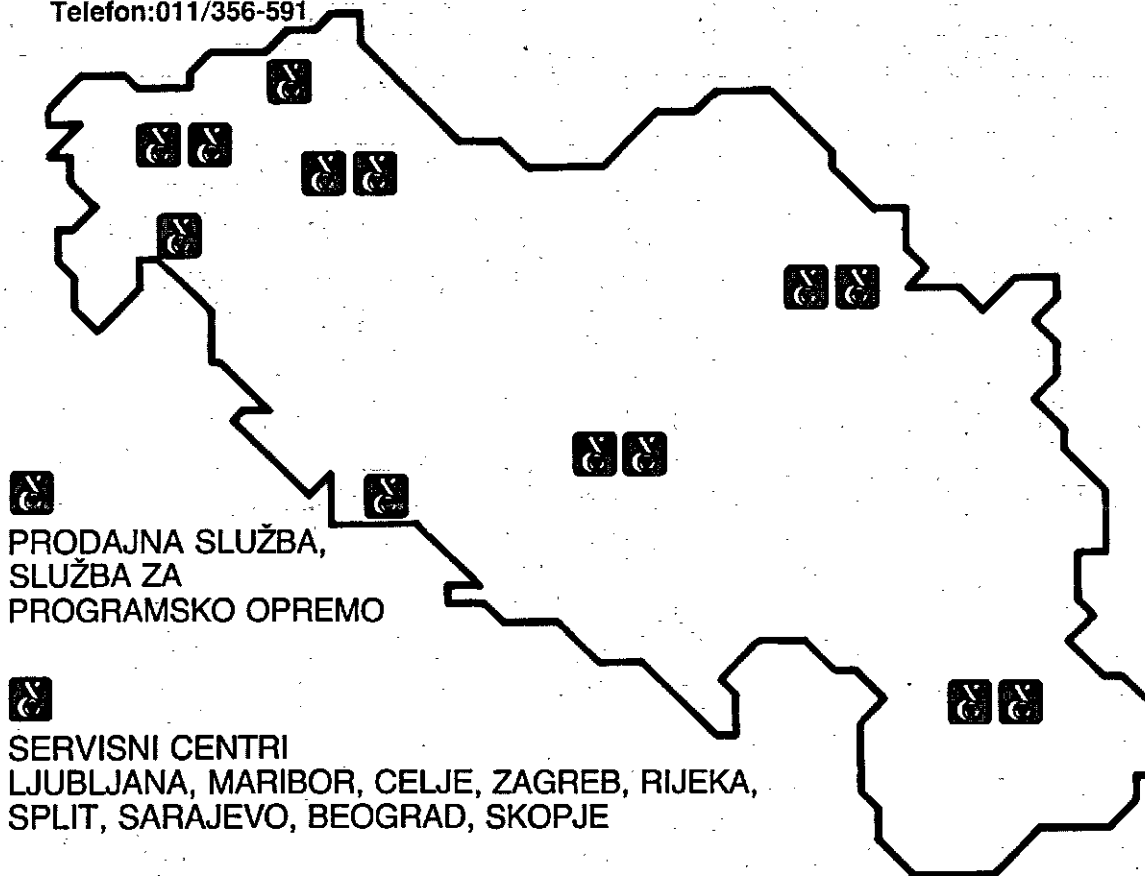 Telefon:011/356-591
PRODAJNA SLUŽBA,
SLUŽBA ZA
PROGRAMSKO OPREMO
SERVISNI CENTRI
LJUBLJANA, MARIBOR, CELJE, ZAGREB, RIJEKA,
SPLIT, SARAJEVO, BEOGRAD, SKOPJE